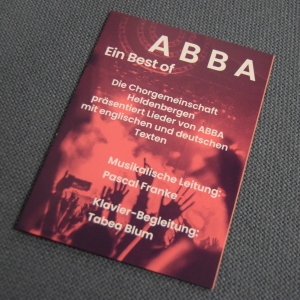 ABBA
Ein Best of
Die Chorgemeinschaft
Heldenbergen
präsentiert Lieder von ABBA
mit englischen und deutschen
Texten
Musikalische Leitung:
Pascal Franke
Klavier-Begleitung:
Tabea Blum